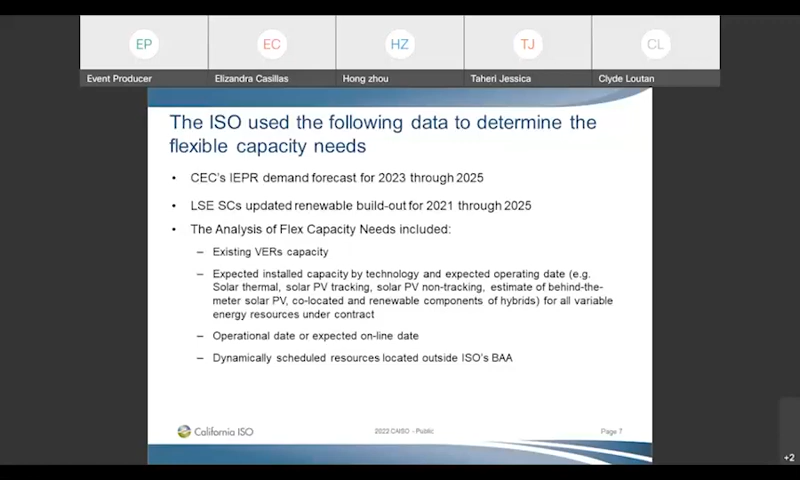 EP
EC
HZ
TJ
CL
Event Producer
Elizandra Casillas
Hong zhou
Taheri Jessica
Clyde Loutan
The ISO used the following data to determine the
flexible capacity needs
• CEC's IEPR demand forecast for 2023 through 2025
• LSE SCs updated renewable build-out for 2021 through 2025
• The Analysis of Flex Capacity Needs included:
– Existing VERs capacity
– Expected installed capacity by technology and expected operating date (e.g.
Solar thermal, solar PV tracking, solar PV non-tracking, estimate of behind-the-
meter solar PV, co-located and renewable components of hybrids) for all variable
energy resources under contract
– Operational date or expected on-line date
– Dynamically scheduled resources located outside ISO's BAA
California ISO
2022 CAISO - Public
Page 7
+2